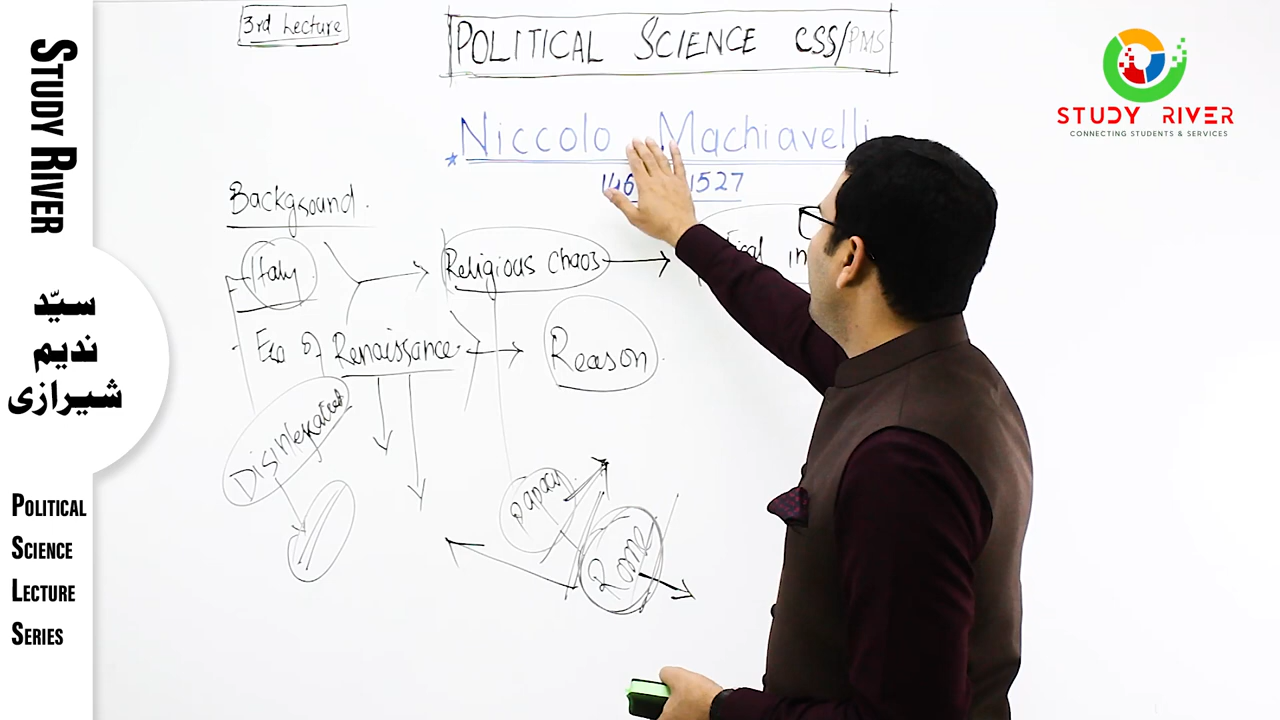 3rd Lecture
POLITICAL SCIENCE CSS/PMS
STUDY RIVER
CONNECTING STUDENTS & SERVICES
STUDY RIVER
Niccolo Machiavelli
1527
Background.
Italy
Religious chaos
Era of Renaissance.
Reason
Papacy
Rome
سیّد
ندیم
شیرازی
POLITICAL
SCIENCE
LECTURE
SERIES